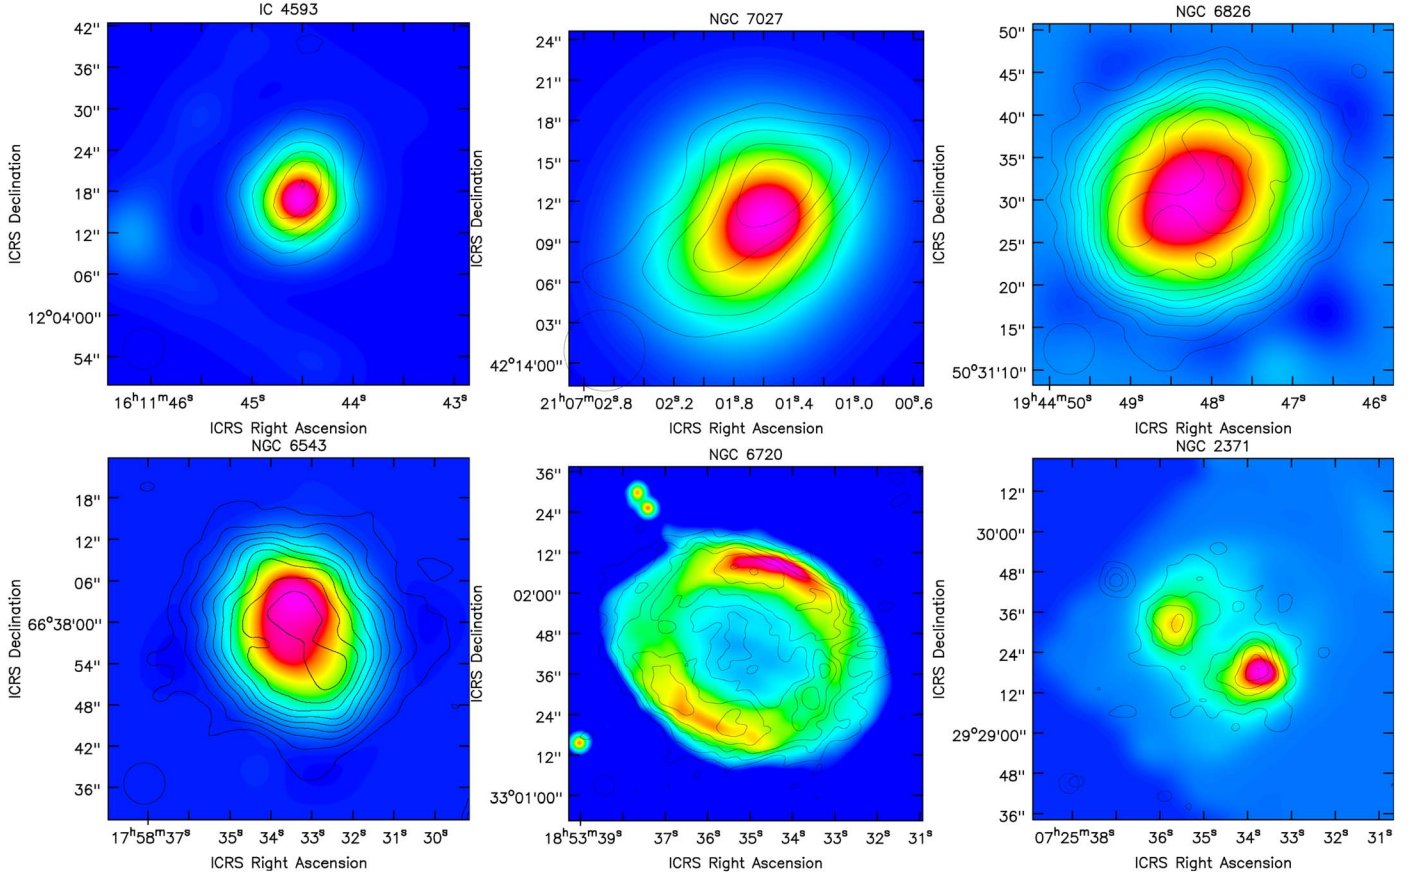 IC 4593
42"
36"
30"
24"
18"
12"
06"
12°04'00"
54"
16ʰ11ᵐ46ˢ
45ˢ
44ˢ
43ˢ
ICRS Right Ascension
ICRS Declination
NGC 7027
24"
21"
18"
15"
12"
09"
06"
03"
42°14'00"
21ʰ07ᵐ02ˢ.8
02ˢ.2
01ˢ.8
01ˢ.4
01ˢ.0
00ˢ.6
ICRS Right Ascension
ICRS Declination
NGC 6826
50"
45"
40"
35"
30"
25"
20"
15"
50°31'10"
19ʰ44ᵐ50ˢ
49ˢ
48ˢ
47ˢ
46ˢ
ICRS Right Ascension
ICRS Declination
NGC 6543
18"
12"
06"
66°38'00"
54"
48"
42"
36"
17ʰ58ᵐ37ˢ
35ˢ
34ˢ
33ˢ
31ˢ
30ˢ
ICRS Right Ascension
ICRS Declination
NGC 6720
36"
24"
12"
02'00"
48"
36"
24"
12"
33°01'00"
18ʰ53ᵐ39ˢ
37ˢ
36ˢ
34ˢ
32ˢ
31ˢ
ICRS Right Ascension
ICRS Declination
NGC 2371
12"
30'00"
48"
36"
24"
12"
29°29'00"
48"
36"
07ʰ25ᵐ38ˢ
36ˢ
34ˢ
33ˢ
31ˢ
ICRS Right Ascension
ICRS Declination